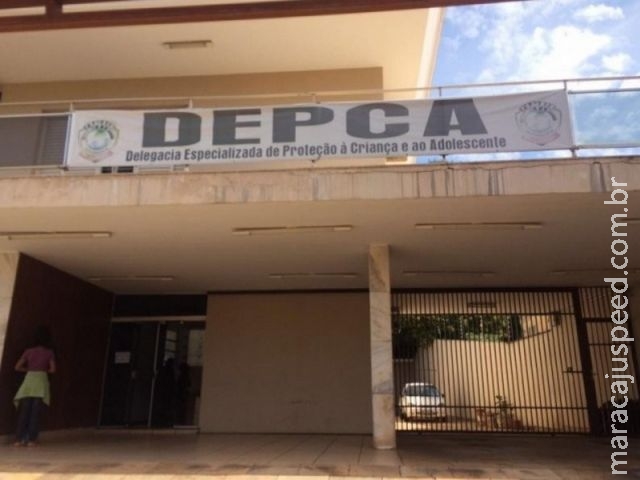 DEPCA
Delegacia Especializada de Proteção à Criança e ao Adolescente
maracajuspeed.com.br